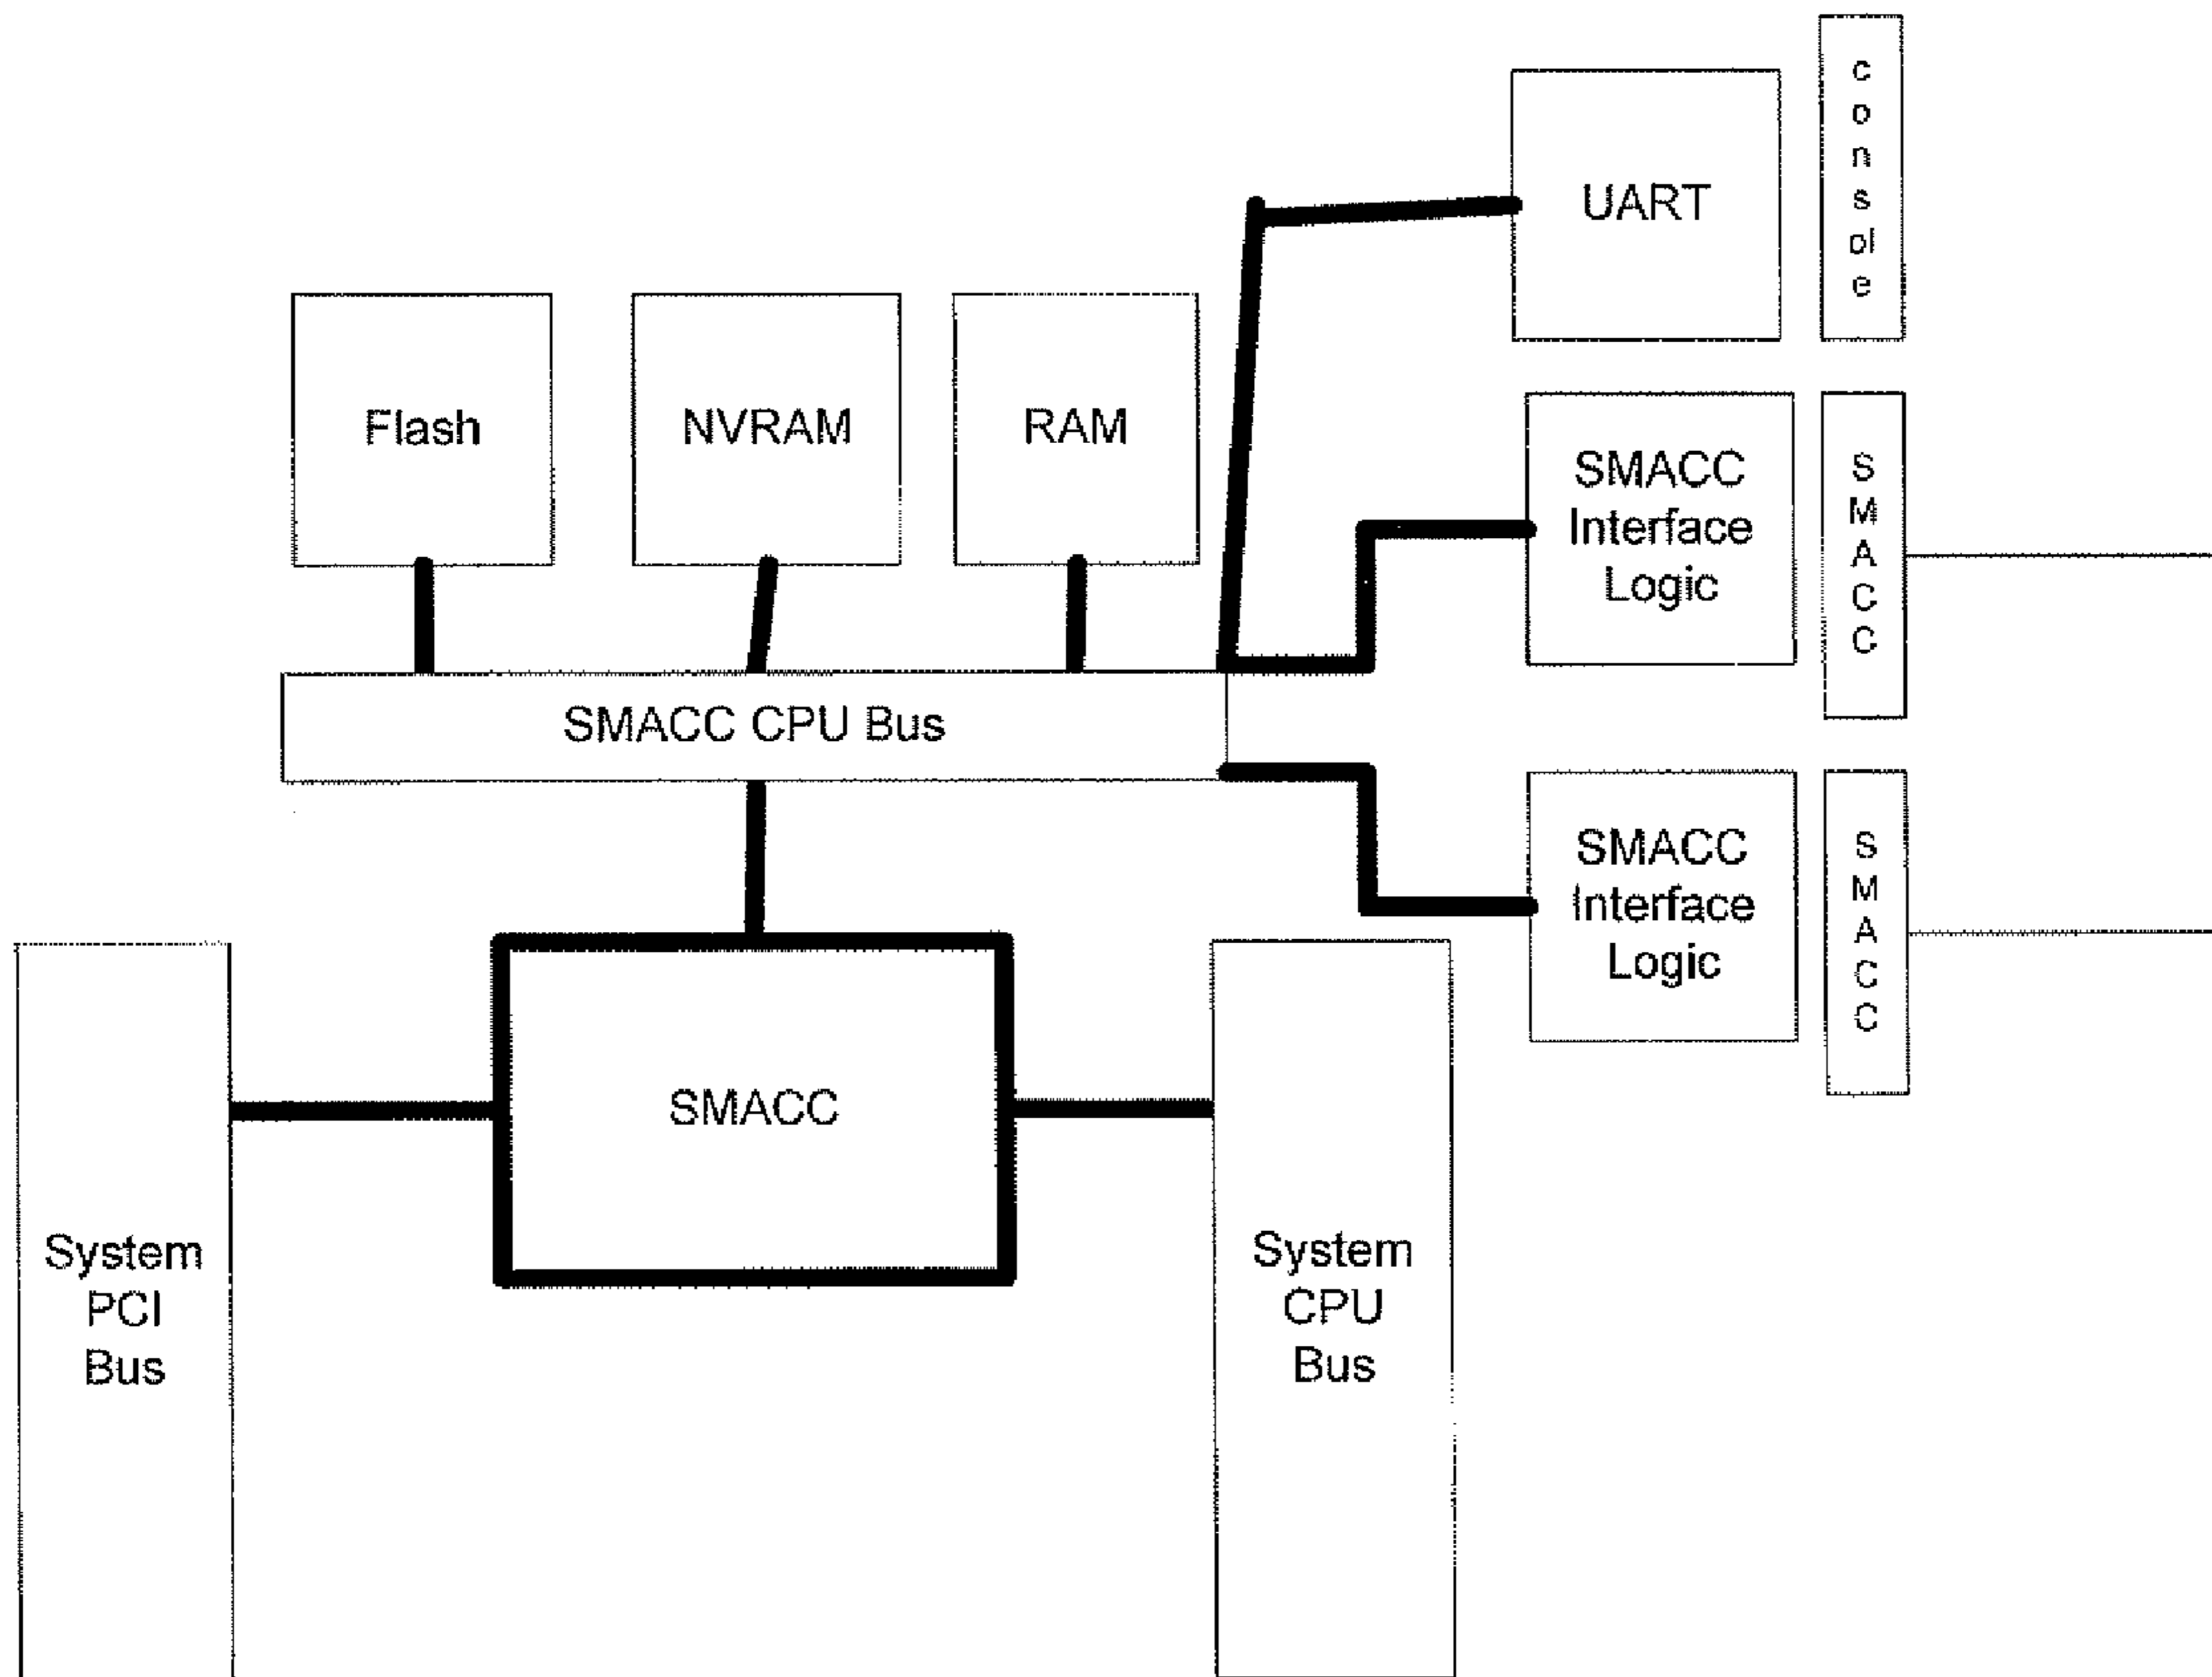 console
UART
Flash
NVRAM
RAM
SMACC
Interface
Logic
SMACC
SMACC CPU Bus
SMACC
Interface
Logic
SMACC
SMACC
System
PCI
Bus
System
CPU
Bus